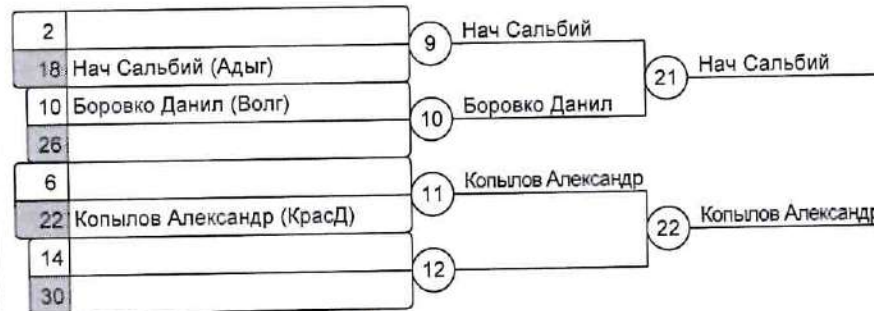 2
18 Нач Сальбий (Адыг)
10 Боровко Данил (Волг)
26
6
22 Копылов Александр (КрасД)
14
30
9 Нач Сальбий
10 Боровко Данил
11 Копылов Александр
12
21 Нач Сальбий
22 Копылов Александр